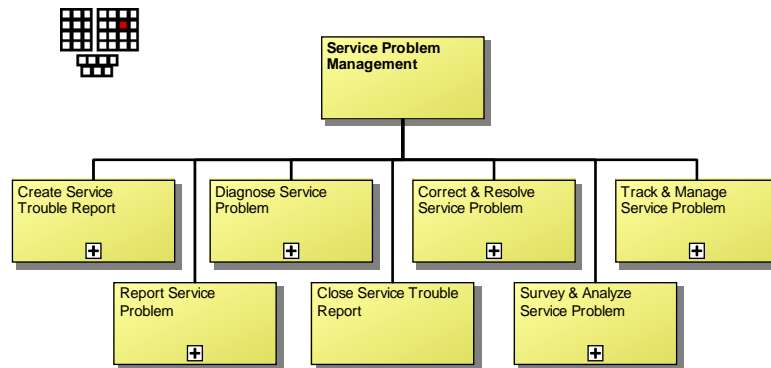 Service Problem
Management
Create Service
Trouble Report
Diagnose Service
Problem
Correct & Resolve
Service Problem
Track & Manage
Service Problem
Report Service
Problem
Close Service Trouble
Report
Survey & Analyze
Service Problem